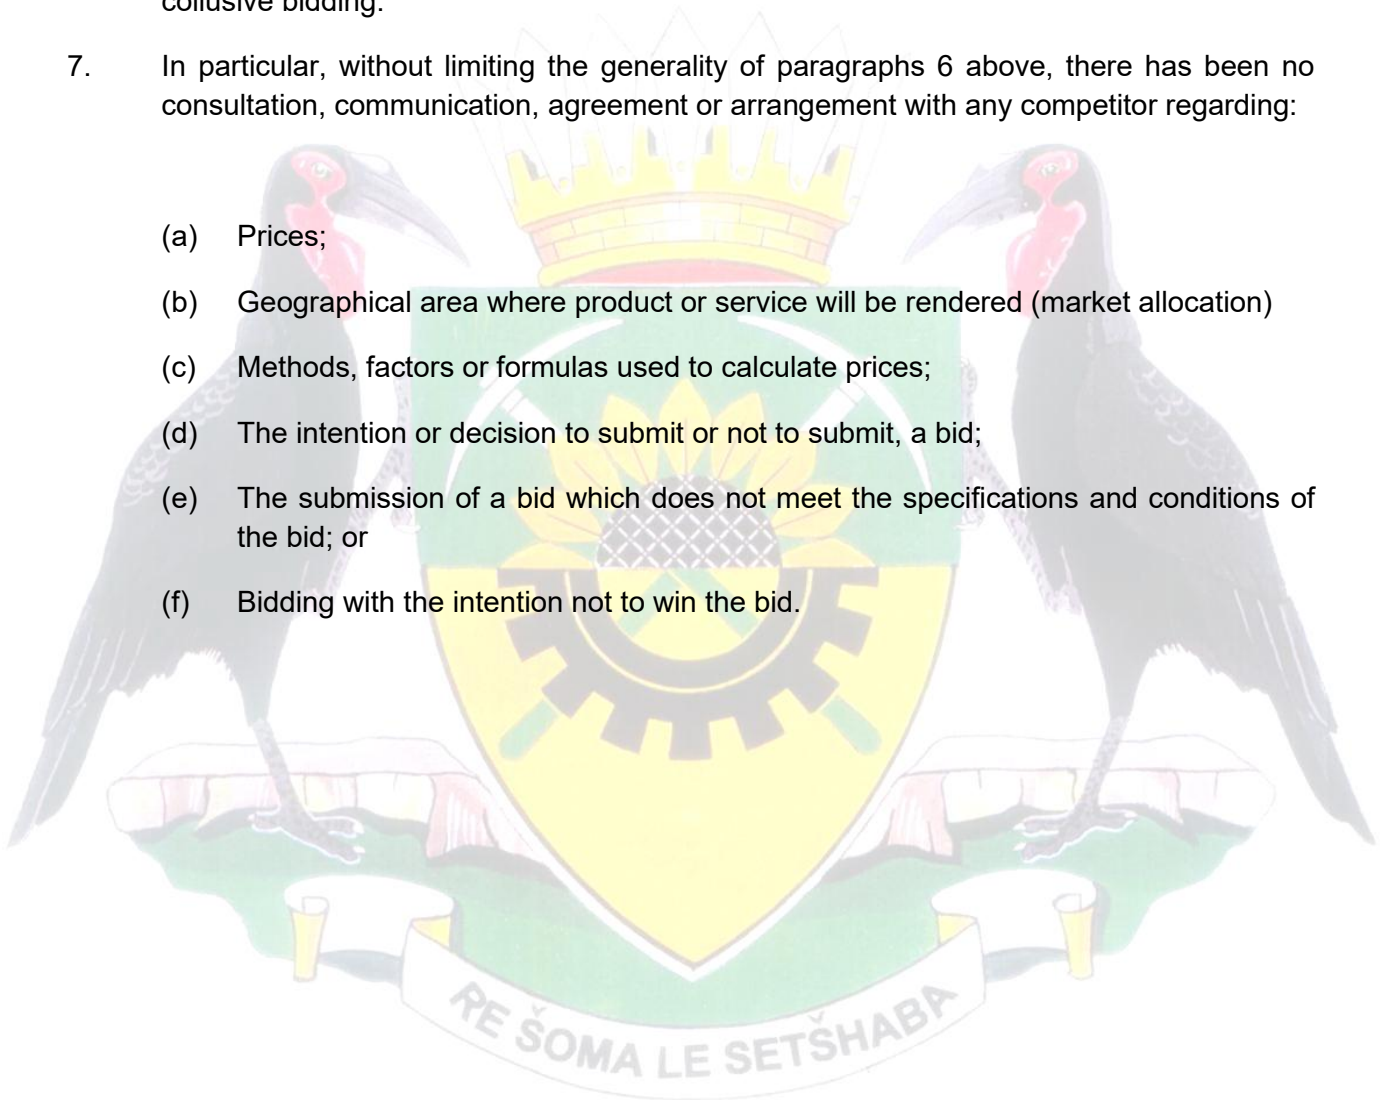 collusive bidding.
7. In particular, without limiting the generality of paragraphs 6 above, there has been no
consultation, communication, agreement or arrangement with any competitor regarding:
(a) Prices;
(b) Geographical area where product or service will be rendered (market allocation)
(c) Methods, factors or formulas used to calculate prices;
(d) The intention or decision to submit or not to submit, a bid;
(e) The submission of a bid which does not meet the specifications and conditions of
the bid; or
(f) Bidding with the intention not to win the bid.
RE ŠOMA LE SETŠHABA